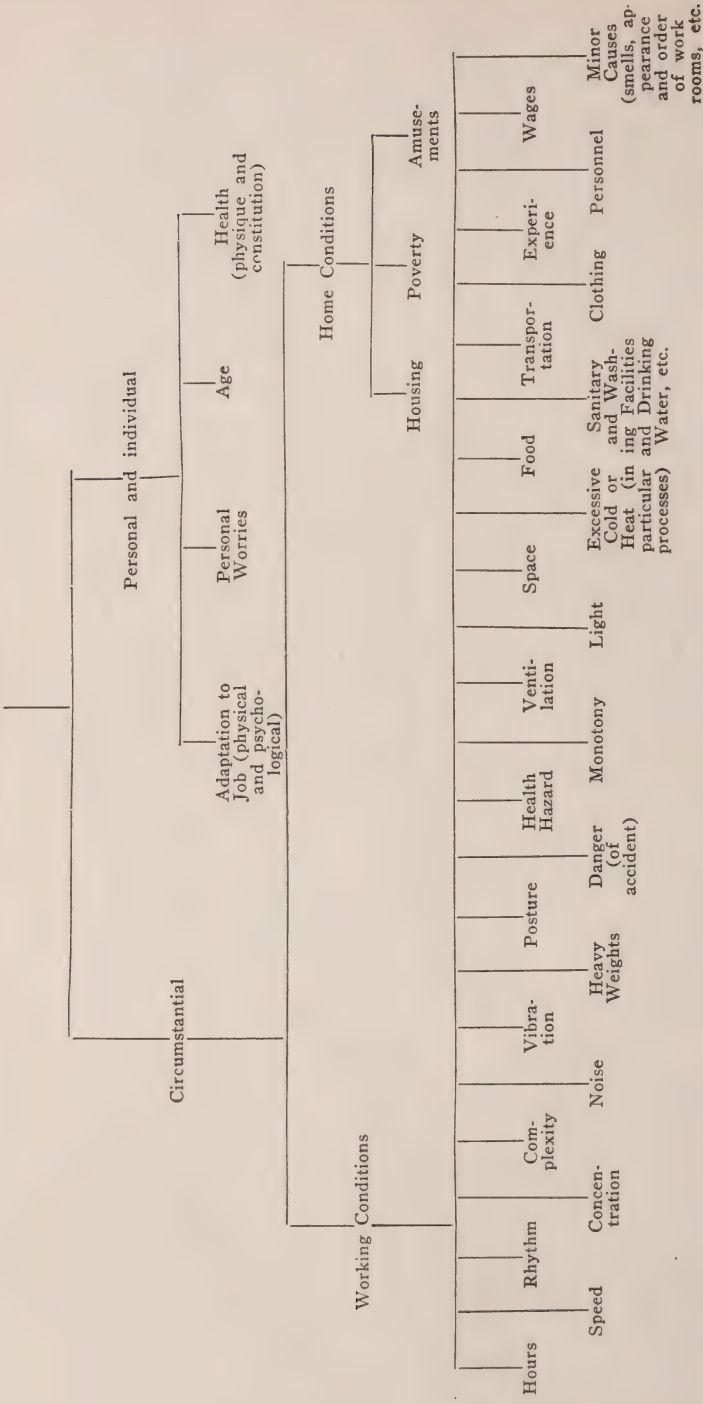 Circumstantial
Personal and individual
Adaptation to
Job (physical
and psycho-
logical)
Personal
Worries
Age
Health
(physique and
constitution)
Working Conditions
Home Conditions
Housing
Poverty
Amuse-
ments
Hours
Speed
Rhythm
Concen-
tration
Com-
plexity
Noise
Vibra-
tion
Heavy
Weights
Posture
Danger
(of
accident)
Health
Hazard
Monotony
Venti-
lation
Light
Space
Excessive
Cold or
Heat (in
particular
processes)
Food
Sanitary
and Wash-
ing Facilities
and Drinking
Water, etc.
Transpor-
tation
Clothing
Experi-
ence
Personnel
Wages
Minor
Causes
(smells, ap-
pearance
and order
of work
rooms, etc.